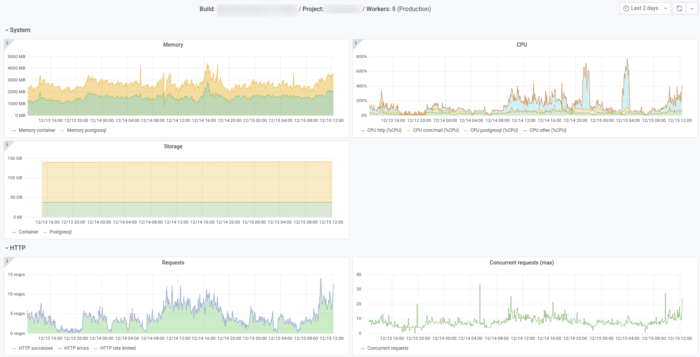 Build: / Project: / Workers: 8 (Production)
Last 2 days
System
Memory
5000 MB
4000 MB
3000 MB
2000 MB
1000 MB
0 MB
12/13 16:00 12/13 20:00 12/14 00:00 12/14 04:00 12/14 08:00 12/14 12:00 12/14 16:00 12/14 20:00 12/15 00:00 12/15 04:00 12/15 08:00 12/15 12:00
Memory container Memory postgresql
CPU
800%
600%
400%
200%
0%
12/13 16:00 12/13 20:00 12/14 00:00 12/14 04:00 12/14 08:00 12/14 12:00 12/14 16:00 12/14 20:00 12/15 00:00 12/15 04:00 12/15 08:00 12/15 12:00
CPU http (%CPU) CPU cron/mail (%CPU) CPU postgresql (%CPU) CPU other (%CPU)
Storage
150 GB
100 GB
50 GB
0 kB
12/13 16:00 12/13 20:00 12/14 00:00 12/14 04:00 12/14 08:00 12/14 12:00 12/14 16:00 12/14 20:00 12/15 00:00 12/15 04:00 12/15 08:00 12/15 12:00
Container Postgresql
HTTP
Requests
15 reqps
10 reqps
5 reqps
0 reqps
12/13 16:00 12/13 20:00 12/14 00:00 12/14 04:00 12/14 08:00 12/14 12:00 12/14 16:00 12/14 20:00 12/15 00:00 12/15 04:00 12/15 08:00 12/15 12:00
HTTP successes HTTP errors HTTP rate limited
Concurrent requests (max)
40
30
20
10
0
12/13 16:00 12/13 20:00 12/14 00:00 12/14 04:00 12/14 08:00 12/14 12:00 12/14 16:00 12/14 20:00 12/15 00:00 12/15 04:00 12/15 08:00 12/15 12:00
Concurrent requests